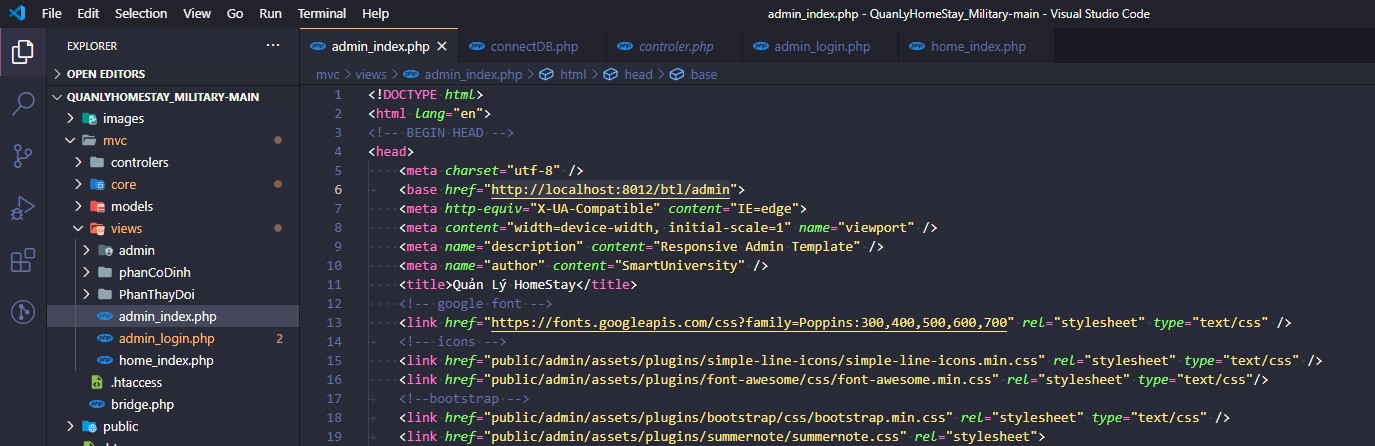 File Edit Selection View Go Run Terminal Help
admin_index.php - QuanLyHomeStay_Military-main - Visual Studio Code
EXPLORER ···
OPEN EDITORS
QUANLYHOMESTAY_MILITARY-MAIN
images
mvc
controlers
core
models
views
admin
phanCoDinh
PhanThayDoi
admin_index.php
admin_login.php 2
home_index.php
.htaccess
bridge.php
public
admin_index.php connectDB.php controler.php admin_login.php home_index.php
mvc > views > admin_index.php > html > head > base
1 <!DOCTYPE html>
2 <html lang="en">
3 <!-- BEGIN HEAD -->
4 <head>
5 <meta charset="utf-8" />
6 <base href="http://localhost:8012/btl/admin">
7 <meta http-equiv="X-UA-Compatible" content="IE=edge">
8 <meta content="width=device-width, initial-scale=1" name="viewport" />
9 <meta name="description" content="Responsive Admin Template" />
10 <meta name="author" content="SmartUniversity" />
11 <title>Quản Lý HomeStay</title>
12 <!-- google font -->
13 <link href="https://fonts.googleapis.com/css?family=Poppins:300,400,500,600,700" rel="stylesheet" type="text/css" />
14 <!-- icons -->
15 <link href="public/admin/assets/plugins/simple-line-icons/simple-line-icons.min.css" rel="stylesheet" type="text/css" />
16 <link href="public/admin/assets/plugins/font-awesome/css/font-awesome.min.css" rel="stylesheet" type="text/css"/>
17 <!--bootstrap -->
18 <link href="public/admin/assets/plugins/bootstrap/css/bootstrap.min.css" rel="stylesheet" type="text/css" />
19 <link href="public/admin/assets/plugins/summernote/summernote.css" rel="stylesheet">